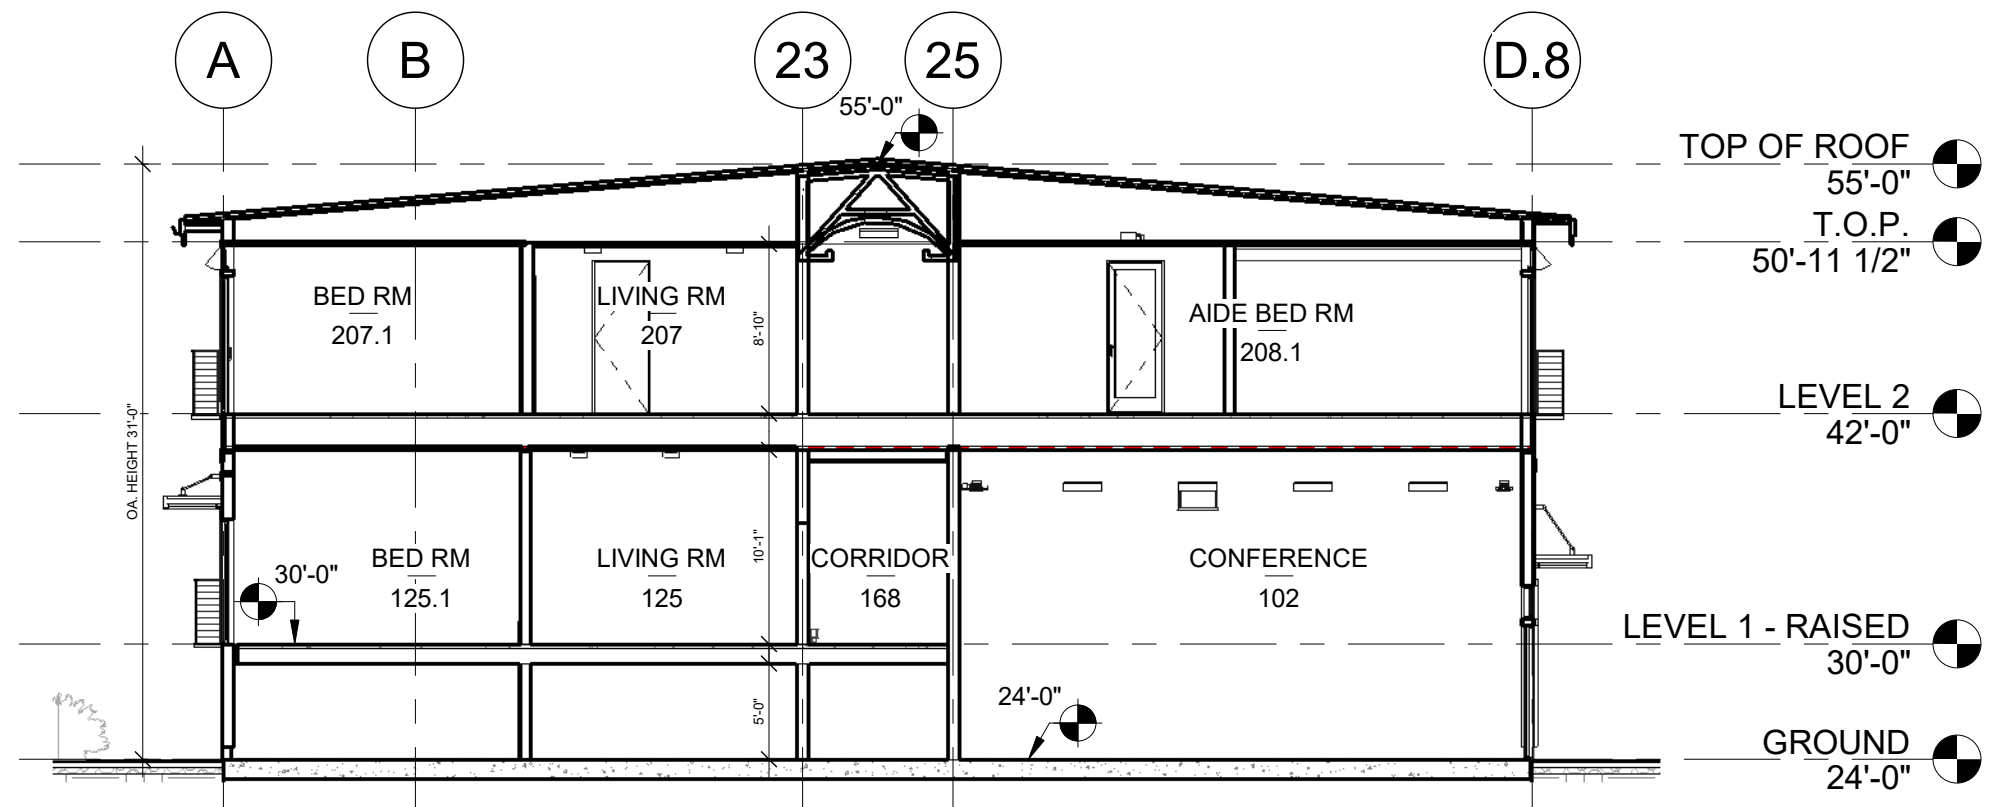 A
B
23
25
D.8
55'-0"
TOP OF ROOF
55'-0"
T.O.P.
50'-11 1/2"
BED RM
207.1
LIVING RM
207
8'-10"
AIDE BED RM
208.1
LEVEL 2
42'-0"
OA. HEIGHT 31'-0"
BED RM
125.1
LIVING RM
125
10'-1"
CORRIDOR
168
CONFERENCE
102
30'-0"
LEVEL 1 - RAISED
30'-0"
5'-0"
24'-0"
GROUND
24'-0"